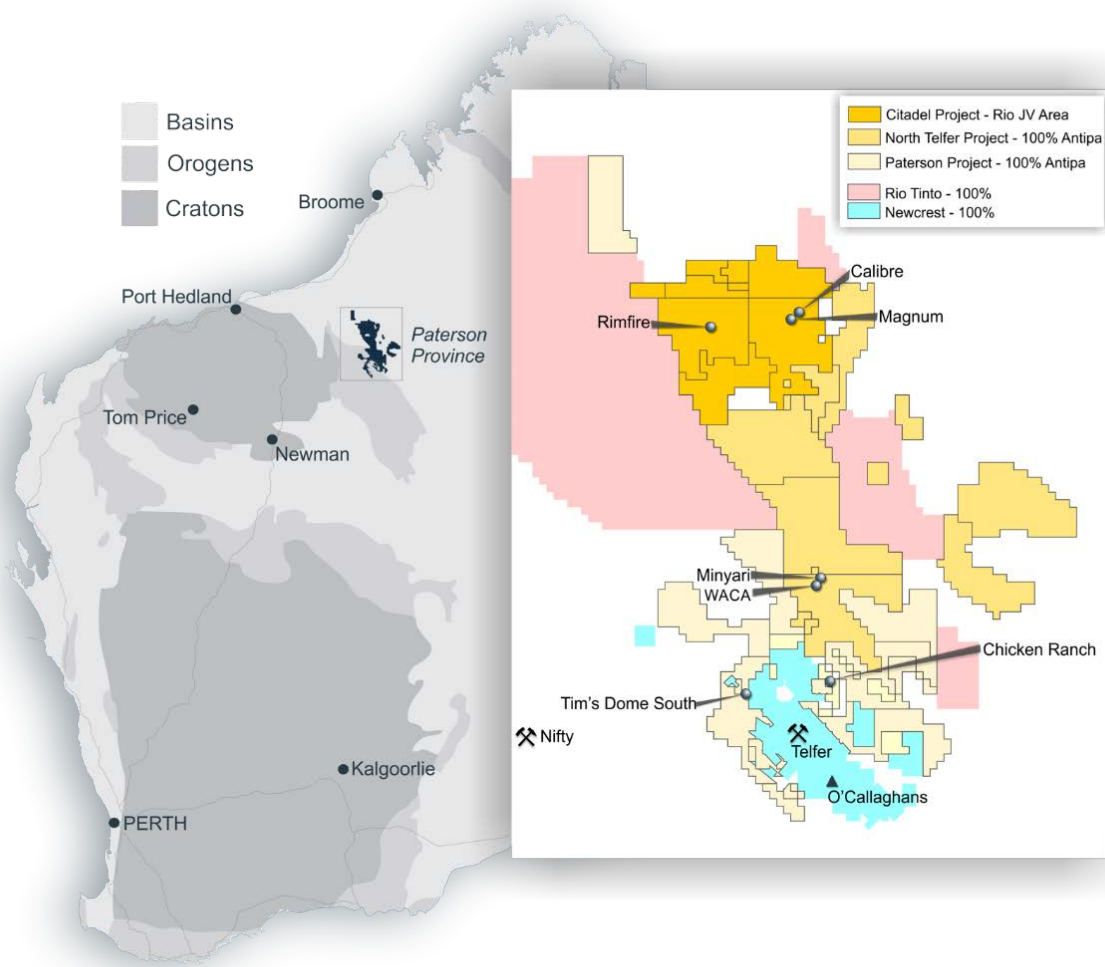 Basins
Orogens
Cratons
Broome
Port Hedland
Paterson
Province
Tom Price
Newman
Kalgoorlie
PERTH
Citadel Project - Rio JV Area
North Telfer Project - 100% Antipa
Paterson Project - 100% Antipa
Rio Tinto - 100%
Newcrest - 100%
Calibre
Rimfire
Magnum
Minyari
WACA
Chicken Ranch
Tim's Dome South
Nifty
Telfer
O'Callaghans